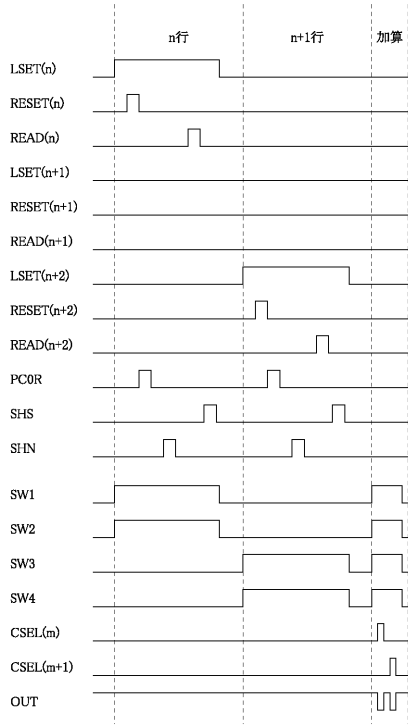 n行 n+1行 加算
LSET(n)
RESET(n)
READ(n)
LSET(n+1)
RESET(n+1)
READ(n+1)
LSET(n+2)
RESET(n+2)
READ(n+2)
PC0R
SHS
SHN
SW1
SW2
SW3
SW4
CSEL(m)
CSEL(m+1)
OUT